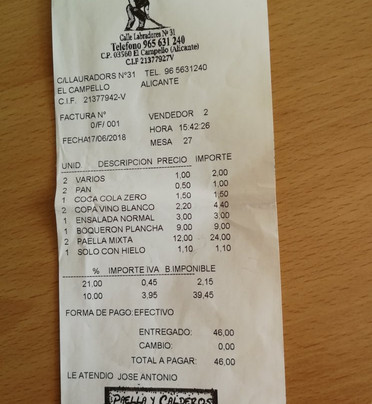 Calle Labradores Nº 31
Telefono 965 631 240
C.P. 03560 El Campello (Alicante)
C.I.F 21377927V
C/LLAURADORS Nº31 TEL. 96 5631240
EL CAMPELLO ALICANTE
C.I.F. 21377942-V
FACTURA Nº VENDEDOR 2
0/F/ 001 HORA 15:42:26
FECHA17/06/2018 MESA 27
UNID DESCRIPCION PRECIO IMPORTE
2 VARIOS 1,00 2,00
2 PAN 0,50 1,00
1 COCA COLA ZERO 1,50 1,50
2 COPA VINO BLANCO 2,20 4,40
1 ENSALADA NORMAL 3,00 3,00
1 BOQUERON PLANCHA 9,00 9,00
2 PAELLA MIXTA 12,00 24,00
1 SOLO CON HIELO 1,10 1,10
% IMPORTE IVA B.IMPONIBLE
21.00 0,45 2,15
10.00 3,95 39,45
FORMA DE PAGO:EFECTIVO
ENTREGADO: 46,00
CAMBIO: 0,00
TOTAL A PAGAR: 46,00
LE ATENDIO JOSE ANTONIO
PAELLA Y CALDEROS